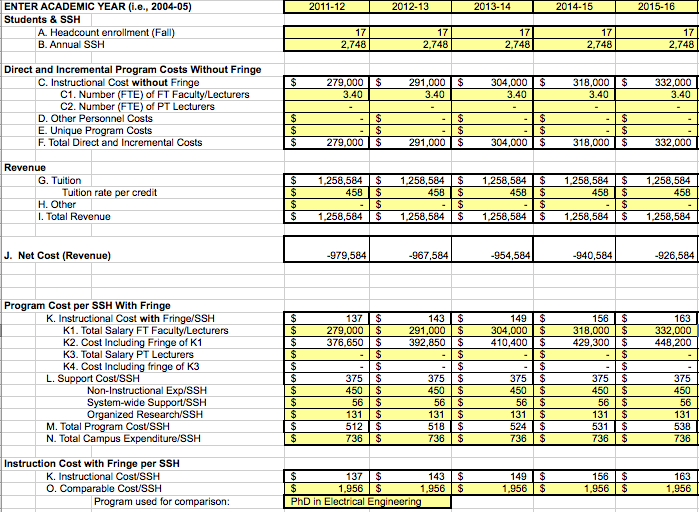 ENTER ACADEMIC YEAR (i.e., 2004-05) 2011-12 2012-13 2013-14 2014-15 2015-16
Students & SSH
A. Headcount enrollment (Fall) 17 17 17 17 17
B. Annual SSH 2,748 2,748 2,748 2,748 2,748
Direct and Incremental Program Costs Without Fringe
C. Instructional Cost without Fringe $ 279,000 $ 291,000 $ 304,000 $ 318,000 $ 332,000
C1. Number (FTE) of FT Faculty/Lecturers 3.40 3.40 3.40 3.40 3.40
C2. Number (FTE) of PT Lecturers - - - - -
D. Other Personnel Costs $ - $ - $ - $ - $ -
E. Unique Program Costs $ - $ - $ - $ - $ -
F. Total Direct and Incremental Costs $ 279,000 $ 291,000 $ 304,000 $ 318,000 $ 332,000
Revenue
G. Tuition $ 1,258,584 $ 1,258,584 $ 1,258,584 $ 1,258,584 $ 1,258,584
Tuition rate per credit $ 458 $ 458 $ 458 $ 458 $ 458
H. Other $ - $ - $ - $ - $ -
I. Total Revenue $ 1,258,584 $ 1,258,584 $ 1,258,584 $ 1,258,584 $ 1,258,584
J. Net Cost (Revenue) -979,584 -967,584 -954,584 -940,584 -926,584
Program Cost per SSH With Fringe
K. Instructional Cost with Fringe/SSH $ 137 $ 143 $ 149 $ 156 $ 163
K1. Total Salary FT Faculty/Lecturers $ 279,000 $ 291,000 $ 304,000 $ 318,000 $ 332,000
K2. Cost Including Fringe of K1 $ 376,650 $ 392,850 $ 410,400 $ 429,300 $ 448,200
K3. Total Salary PT Lecturers $ - $ - $ - $ - $ -
K4. Cost Including fringe of K3 $ - $ - $ - $ - $ -
L. Support Cost/SSH $ 375 $ 375 $ 375 $ 375 $ 375
Non-Instructional Exp/SSH $ 450 $ 450 $ 450 $ 450 $ 450
System-wide Support/SSH $ 56 $ 56 $ 56 $ 56 $ 56
Organized Research/SSH $ 131 $ 131 $ 131 $ 131 $ 131
M. Total Program Cost/SSH $ 512 $ 518 $ 524 $ 531 $ 538
N. Total Campus Expenditure/SSH $ 736 $ 736 $ 736 $ 736 $ 736
Instruction Cost with Fringe per SSH
K. Instructional Cost/SSH $ 137 $ 143 $ 149 $ 156 $ 163
O. Comparable Cost/SSH $ 1,956 $ 1,956 $ 1,956 $ 1,956 $ 1,956
Program used for comparison: PhD in Electrical Engineering